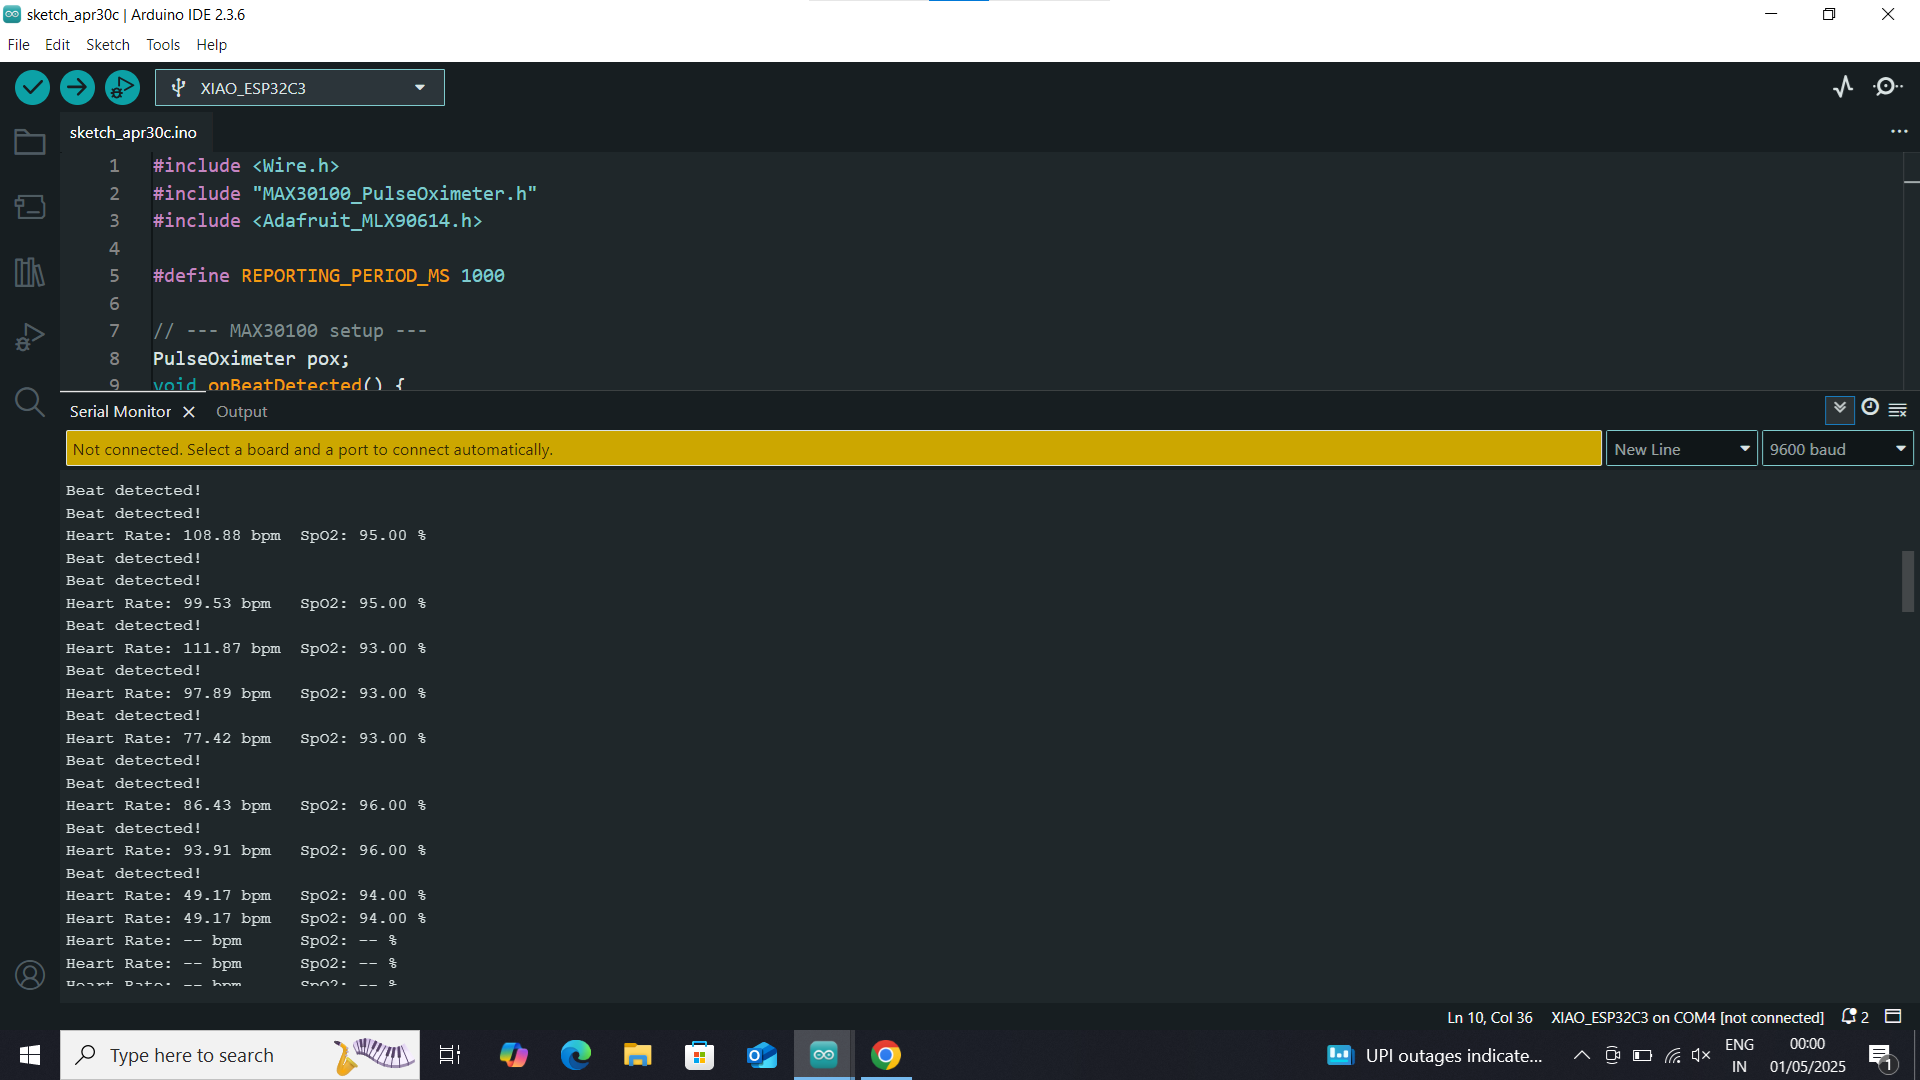 sketch_apr30c | Arduino IDE 2.3.6
File Edit Sketch Tools Help
XIAO_ESP32C3
sketch_apr30c.ino
1 #include <Wire.h>
2 #include "MAX30100_PulseOximeter.h"
3 #include <Adafruit_MLX90614.h>
4
5 #define REPORTING_PERIOD_MS 1000
6
7 // --- MAX30100 setup ---
8 PulseOximeter pox;
9 void onBeatDetected() {
Serial Monitor Output
Not connected. Select a board and a port to connect automatically. New Line 9600 baud
Beat detected!
Beat detected!
Heart Rate: 108.88 bpm SpO2: 95.00 %
Beat detected!
Beat detected!
Heart Rate: 99.53 bpm SpO2: 95.00 %
Beat detected!
Heart Rate: 111.87 bpm SpO2: 93.00 %
Beat detected!
Heart Rate: 97.89 bpm SpO2: 93.00 %
Beat detected!
Heart Rate: 77.42 bpm SpO2: 93.00 %
Beat detected!
Beat detected!
Heart Rate: 86.43 bpm SpO2: 96.00 %
Beat detected!
Heart Rate: 93.91 bpm SpO2: 96.00 %
Beat detected!
Heart Rate: 49.17 bpm SpO2: 94.00 %
Heart Rate: 49.17 bpm SpO2: 94.00 %
Heart Rate: -- bpm SpO2: -- %
Heart Rate: -- bpm SpO2: -- %
Heart Rate: -- bpm SpO2: -- %
Ln 10, Col 36 XIAO_ESP32C3 on COM4 [not connected] 2
Type here to search
UPI outages indicate...
ENG
IN
00:00
01/05/2025
1